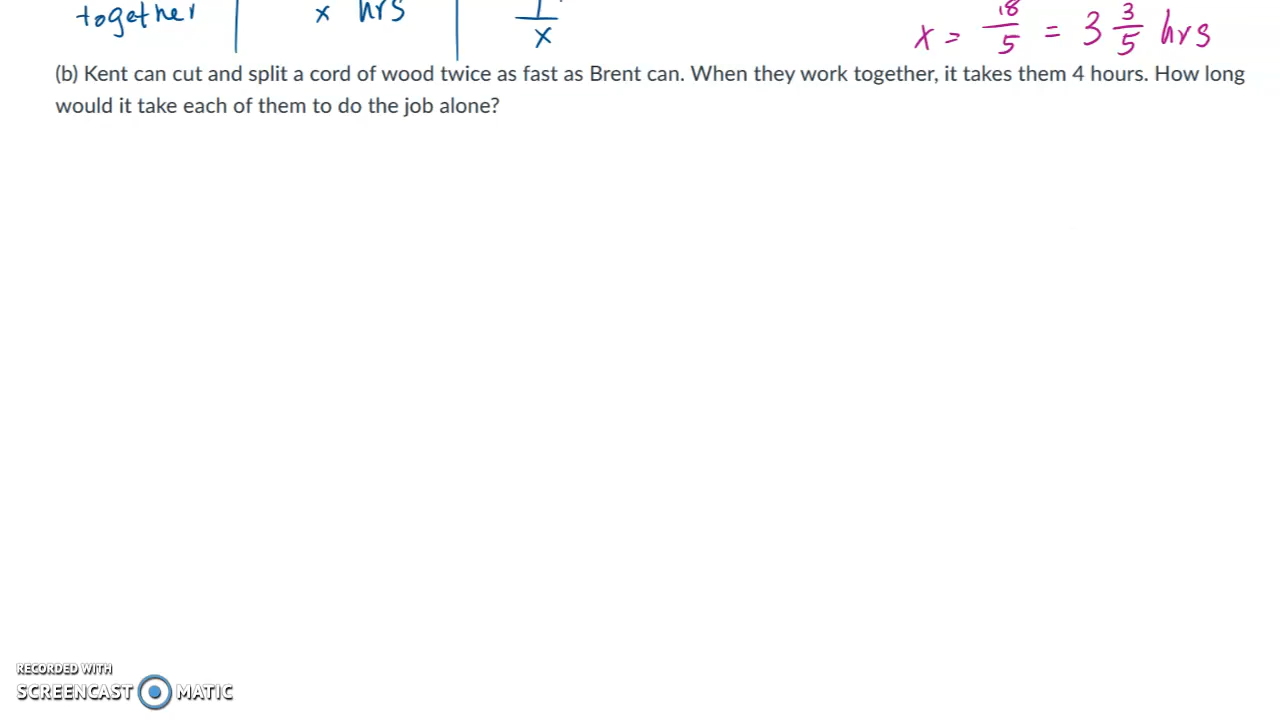 together | x hrs | 1/x
x = 18/5 = 3 3/5 hrs
(b) Kent can cut and split a cord of wood twice as fast as Brent can. When they work together, it takes them 4 hours. How long
would it take each of them to do the job alone?
RECORDED WITH
SCREENCAST MATIC